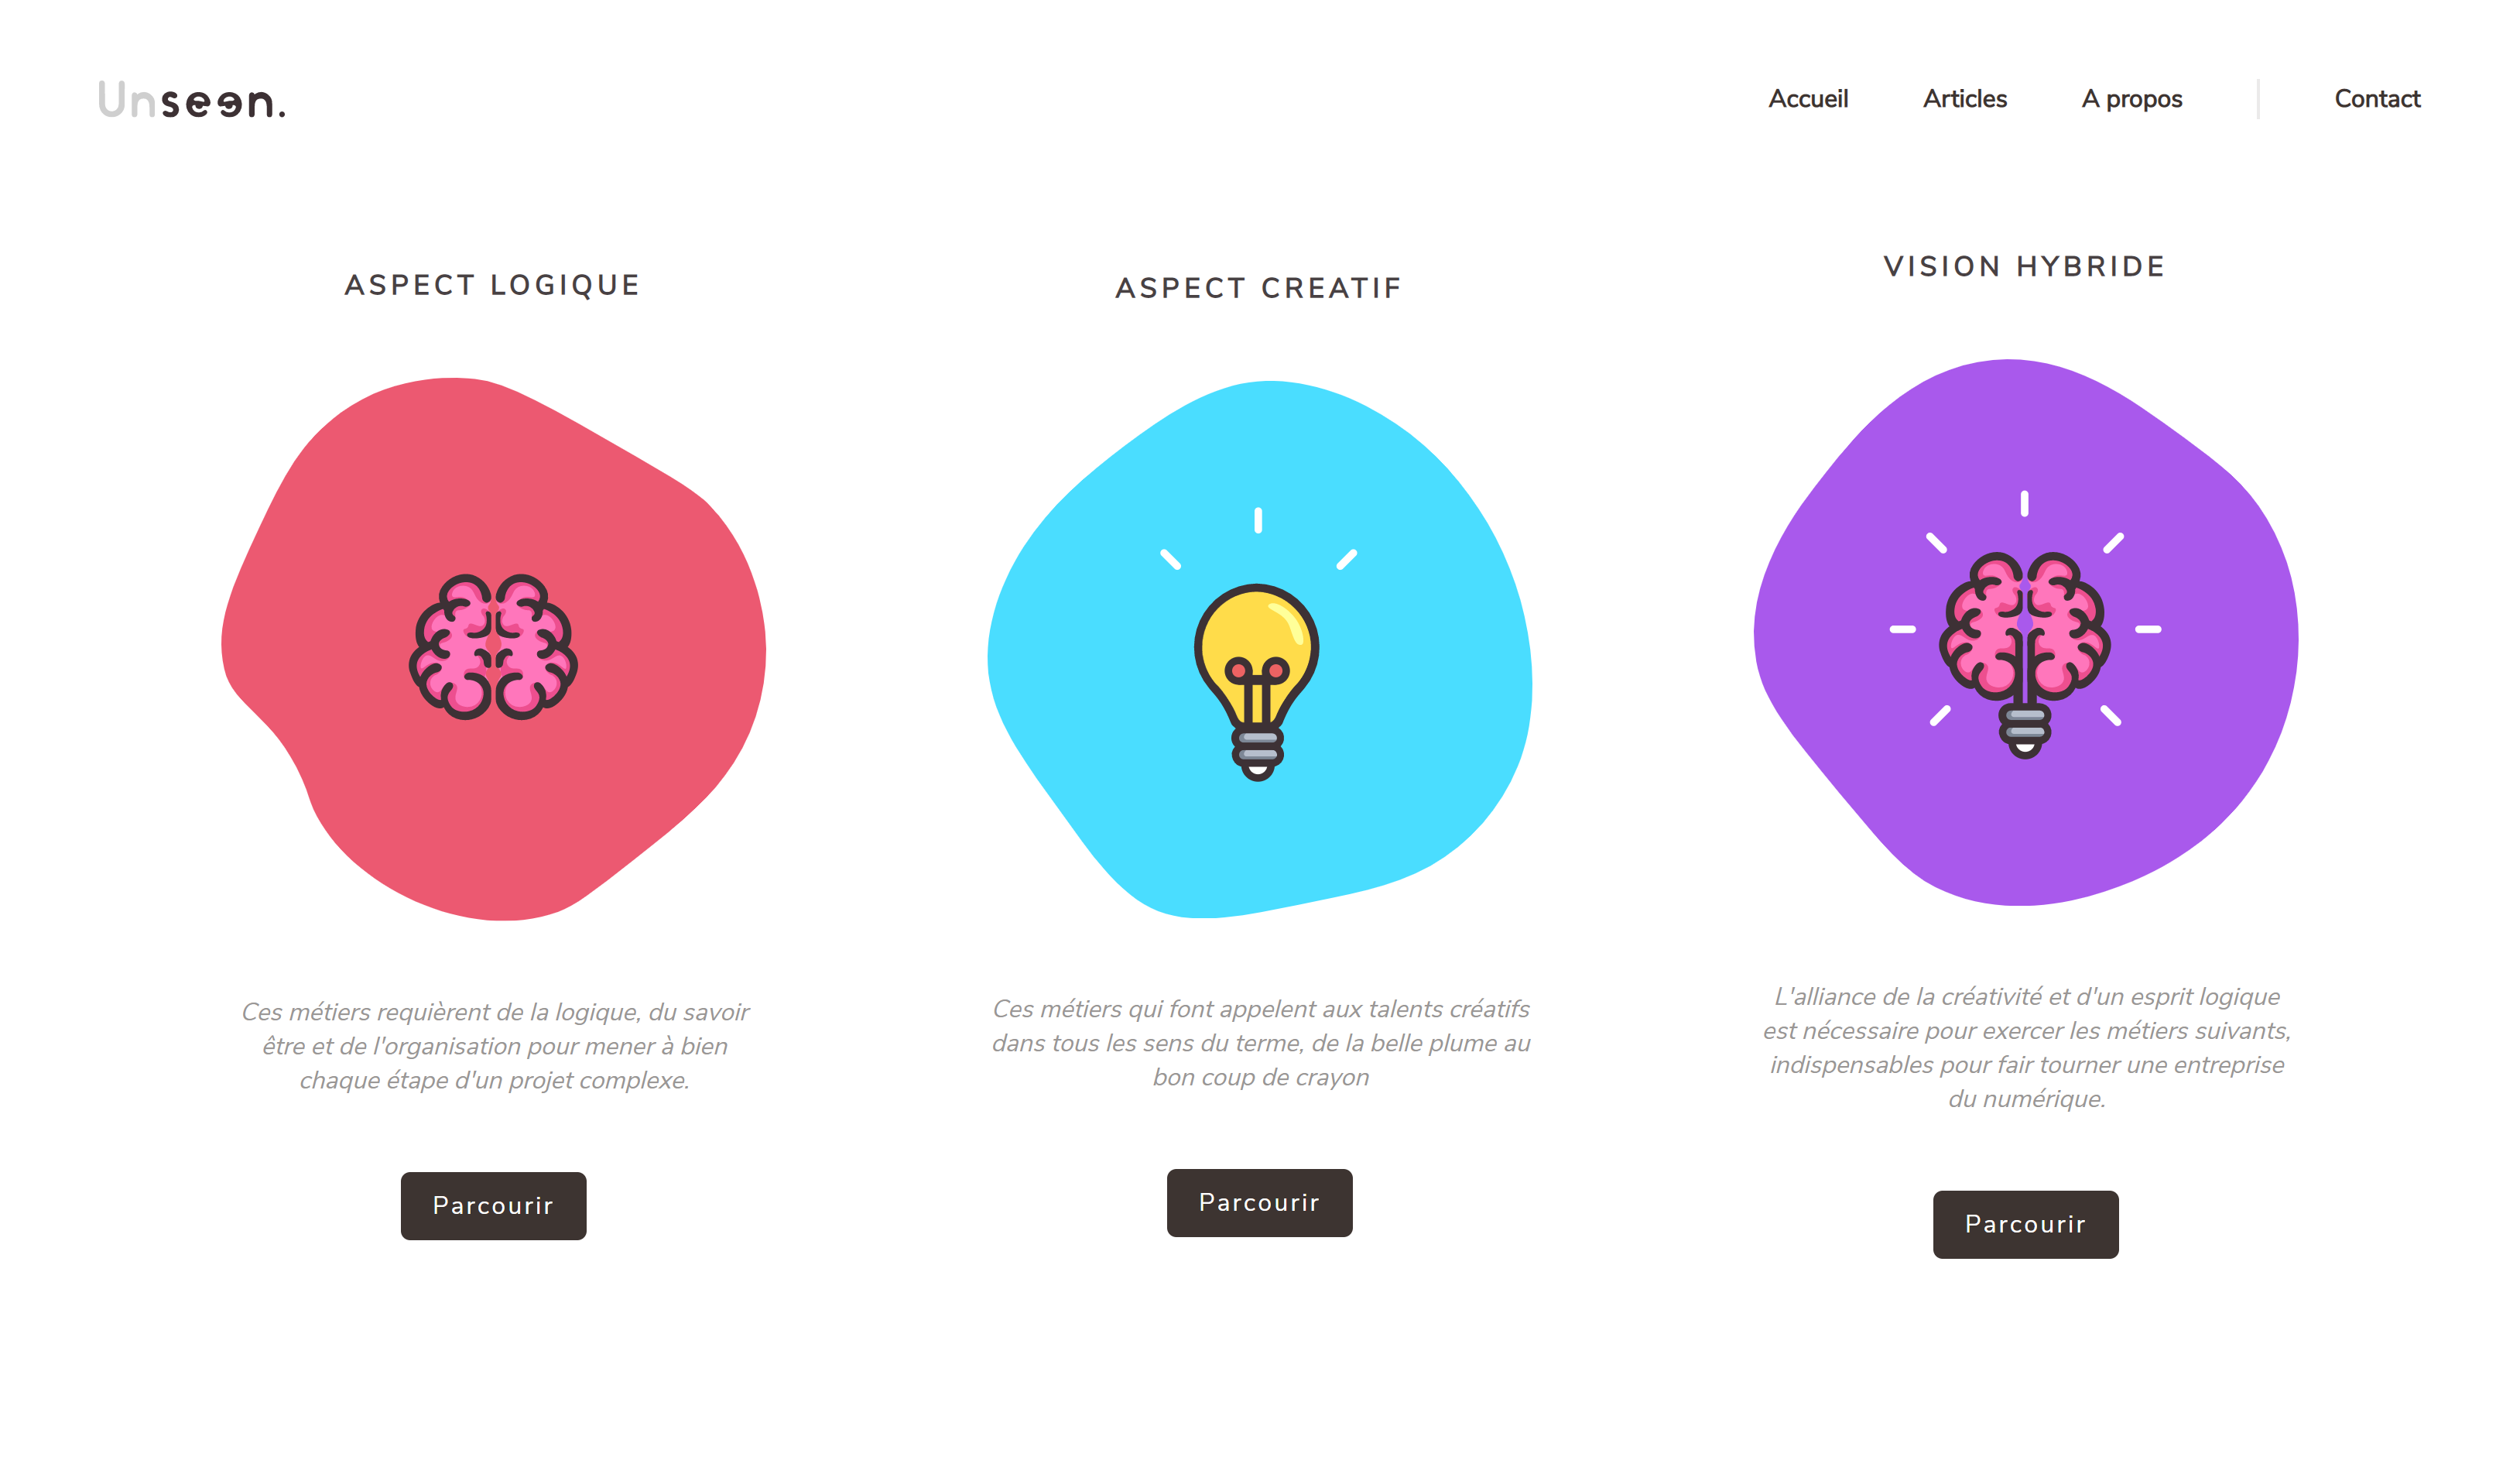 Unseen.
Accueil Articles A propos Contact
ASPECT LOGIQUE
Ces métiers requièrent de la logique, du savoir
être et de l'organisation pour mener à bien
chaque étape d'un projet complexe.
Parcourir
ASPECT CREATIF
Ces métiers qui font appelent aux talents créatifs
dans tous les sens du terme, de la belle plume au
bon coup de crayon
Parcourir
VISION HYBRIDE
L'alliance de la créativité et d'un esprit logique
est nécessaire pour exercer les métiers suivants,
indispensables pour fair tourner une entreprise
du numérique.
Parcourir